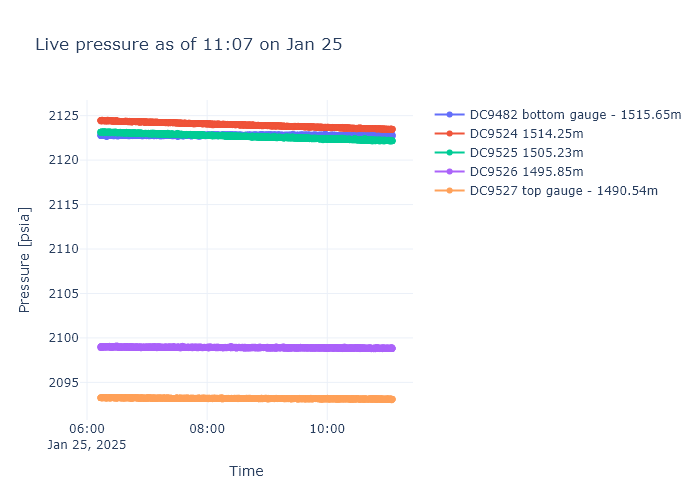 Live pressure as of 11:07 on Jan 25
DC9482 bottom gauge - 1515.65m
DC9524 1514.25m
DC9525 1505.23m
DC9526 1495.85m
DC9527 top gauge - 1490.54m
Pressure [psia]
2125
2120
2115
2110
2105
2100
2095
06:00
Jan 25, 2025
08:00
10:00
Time